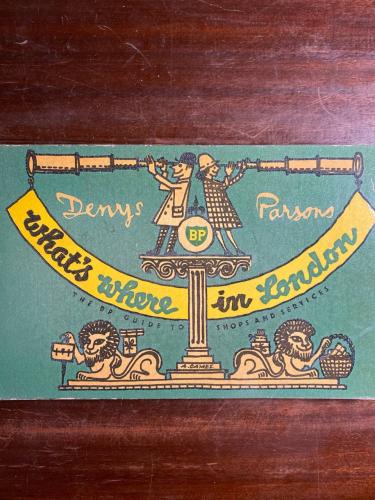 Denys Parsons
BP
What's where in London
THE BP GUIDE TO SHOPS AND SERVICES
A. GAMES